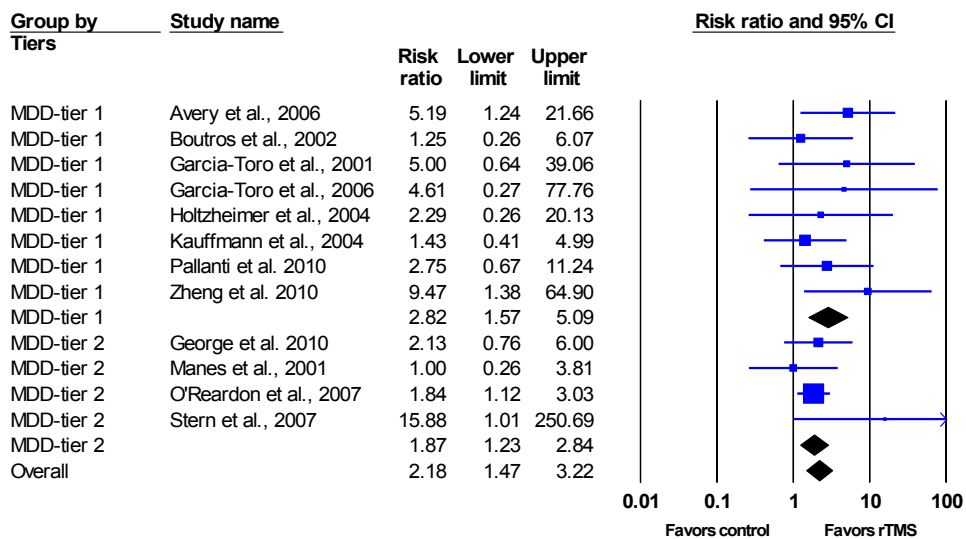 Group by Study name Risk ratio and 95% CI
Tiers
Risk Lower Upper
ratio limit limit
MDD-tier 1 Avery et al., 2006 5.19 1.24 21.66
MDD-tier 1 Boutros et al., 2002 1.25 0.26 6.07
MDD-tier 1 Garcia-Toro et al., 2001 5.00 0.64 39.06
MDD-tier 1 Garcia-Toro et al., 2006 4.61 0.27 77.76
MDD-tier 1 Holtzheimer et al., 2004 2.29 0.26 20.13
MDD-tier 1 Kauffmann et al., 2004 1.43 0.41 4.99
MDD-tier 1 Pallanti et al. 2010 2.75 0.67 11.24
MDD-tier 1 Zheng et al. 2010 9.47 1.38 64.90
MDD-tier 1 2.82 1.57 5.09
MDD-tier 2 George et al. 2010 2.13 0.76 6.00
MDD-tier 2 Manes et al., 2001 1.00 0.26 3.81
MDD-tier 2 O'Reardon et al., 2007 1.84 1.12 3.03
MDD-tier 2 Stern et al., 2007 15.88 1.01 250.69
MDD-tier 2 1.87 1.23 2.84
Overall 2.18 1.47 3.22
0.01 0.1 1 10 100
Favors control Favors rTMS